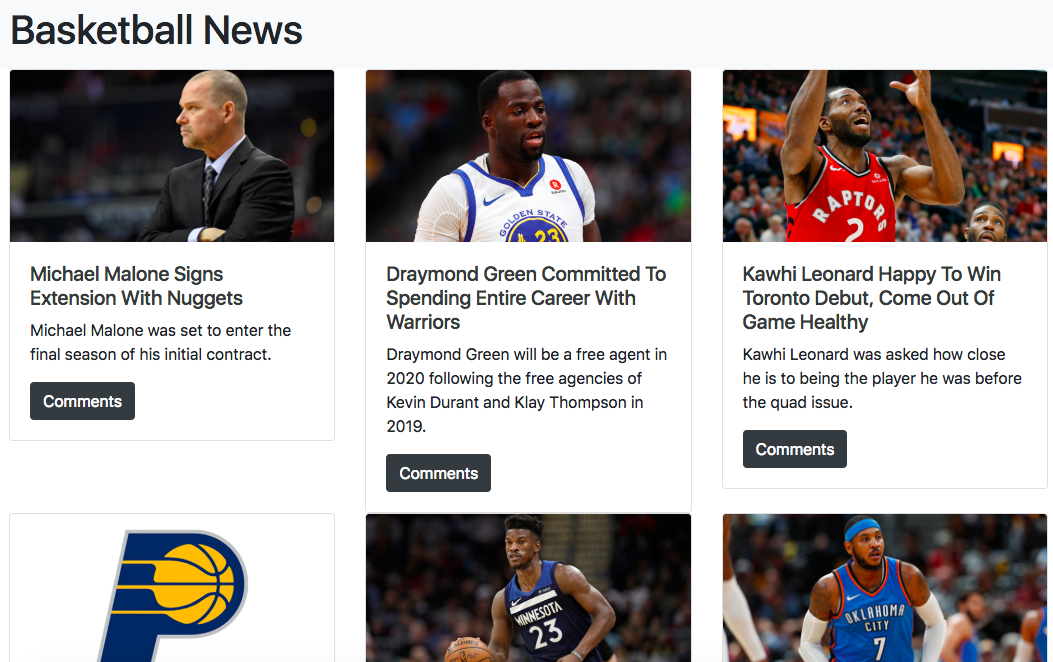 Basketball News
GOLDEN STATE
23
RAPTORS
2
Michael Malone Signs
Extension With Nuggets
Michael Malone was set to enter the
final season of his initial contract.
Comments
Draymond Green Committed To
Spending Entire Career With
Warriors
Draymond Green will be a free agent in
2020 following the free agencies of
Kevin Durant and Klay Thompson in
2019.
Comments
Kawhi Leonard Happy To Win
Toronto Debut, Come Out Of
Game Healthy
Kawhi Leonard was asked how close
he is to being the player he was before
the quad issue.
Comments
P
MINNESOTA
23
OKLAHOMA
CITY
7